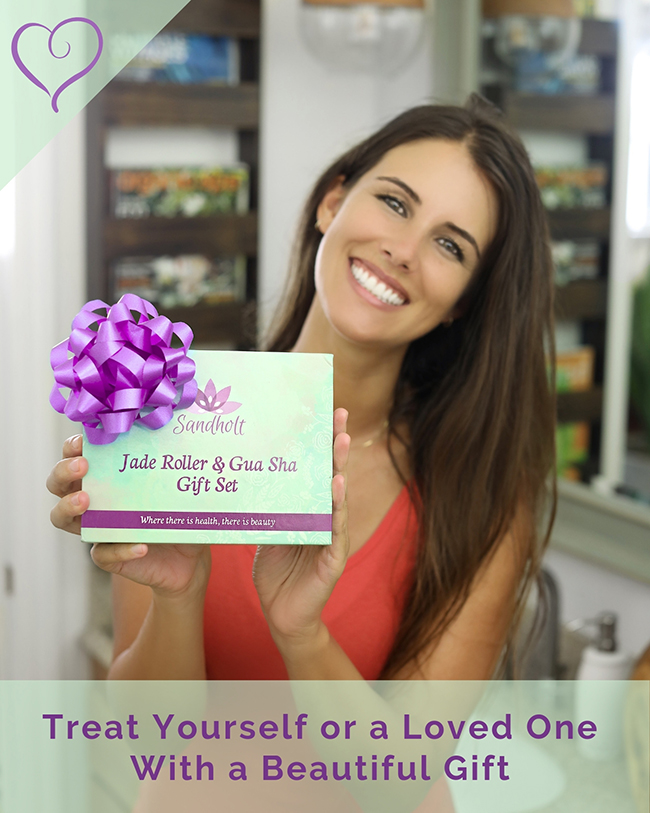 Sandholt
Jade Roller & Gua Sha
Gift Set
Where there is health, there is beauty
Treat Yourself or a Loved One
With a Beautiful Gift